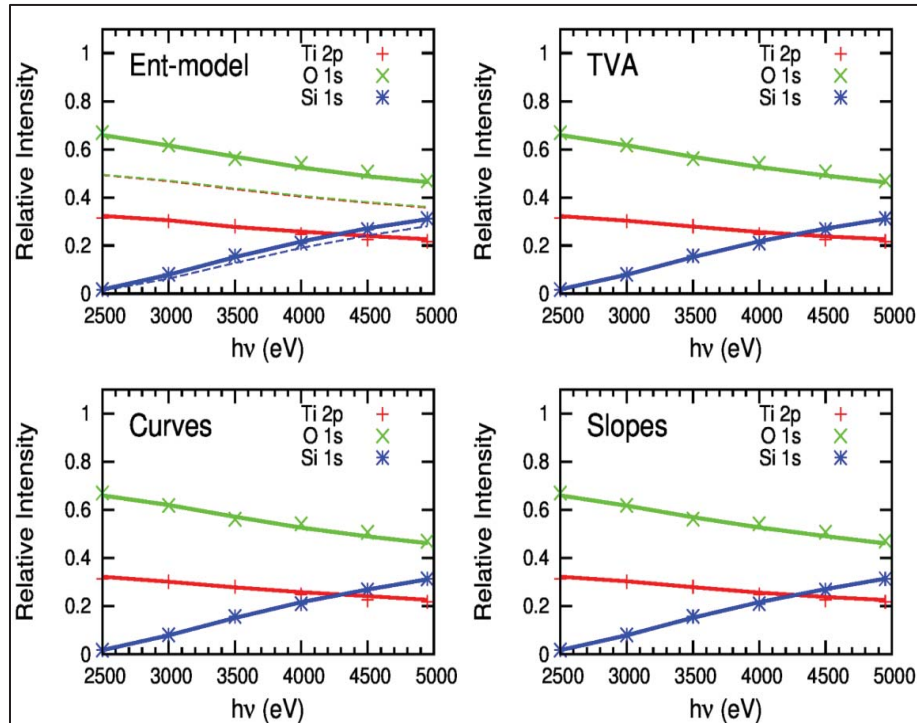 Relative Intensity
1
0.8
0.6
0.4
0.2
0
Ent-model
Ti 2p
O 1s
Si 1s
2500 3000 3500 4000 4500 5000
hν (eV)
Relative Intensity
1
0.8
0.6
0.4
0.2
0
TVA
Ti 2p
O 1s
Si 1s
2500 3000 3500 4000 4500 5000
hν (eV)
Relative Intensity
1
0.8
0.6
0.4
0.2
0
Curves
Ti 2p
O 1s
Si 1s
2500 3000 3500 4000 4500 5000
hν (eV)
Relative Intensity
1
0.8
0.6
0.4
0.2
0
Slopes
Ti 2p
O 1s
Si 1s
2500 3000 3500 4000 4500 5000
hν (eV)